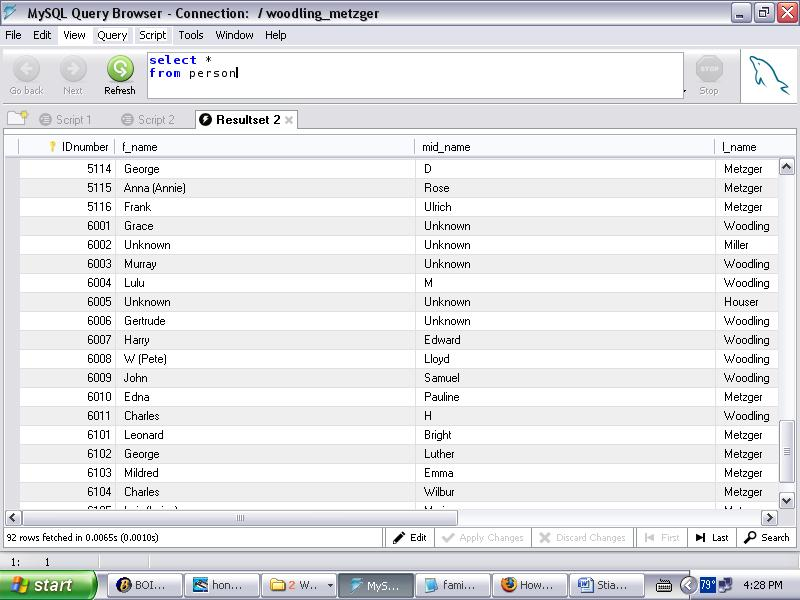 MySQL Query Browser - Connection: / woodling_metzger
File Edit View Query Script Tools Window Help
select *
from person
Go back Next Refresh Stop
STOP
Script 1 Script 2 Resultset 2
IDnumber f_name mid_name l_name
5114 George D Metzger
5115 Anna (Annie) Rose Metzger
5116 Frank Ulrich Metzger
6001 Grace Unknown Woodling
6002 Unknown Unknown Miller
6003 Murray Unknown Woodling
6004 Lulu M Woodling
6005 Unknown Unknown Houser
6006 Gertrude Unknown Woodling
6007 Harry Edward Woodling
6008 W (Pete) Lloyd Woodling
6009 John Samuel Woodling
6010 Edna Pauline Metzger
6011 Charles H Woodling
6101 Leonard Bright Metzger
6102 George Luther Metzger
6103 Mildred Emma Metzger
6104 Charles Wilbur Metzger
92 rows fetched in 0.0065s (0.0010s) Edit Apply Changes Discard Changes First Last Search
1: 1
start BOI... hon... 2 W... MyS... fami... How... Stia... 79° 4:28 PM